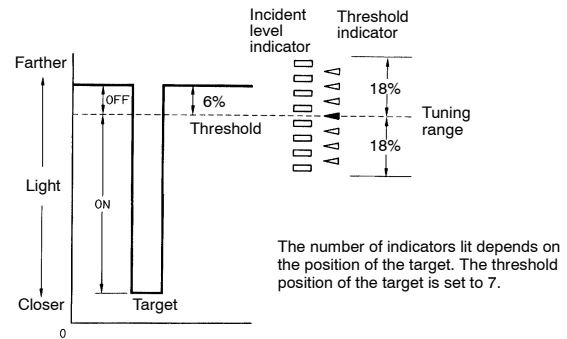 Incident
level
indicator
Threshold
indicator
Farther
OFF
6%
18%
Threshold
Tuning
range
18%
Light
ON
The number of indicators lit depends on
the position of the target. The threshold
position of the target is set to 7.
Closer
Target
0